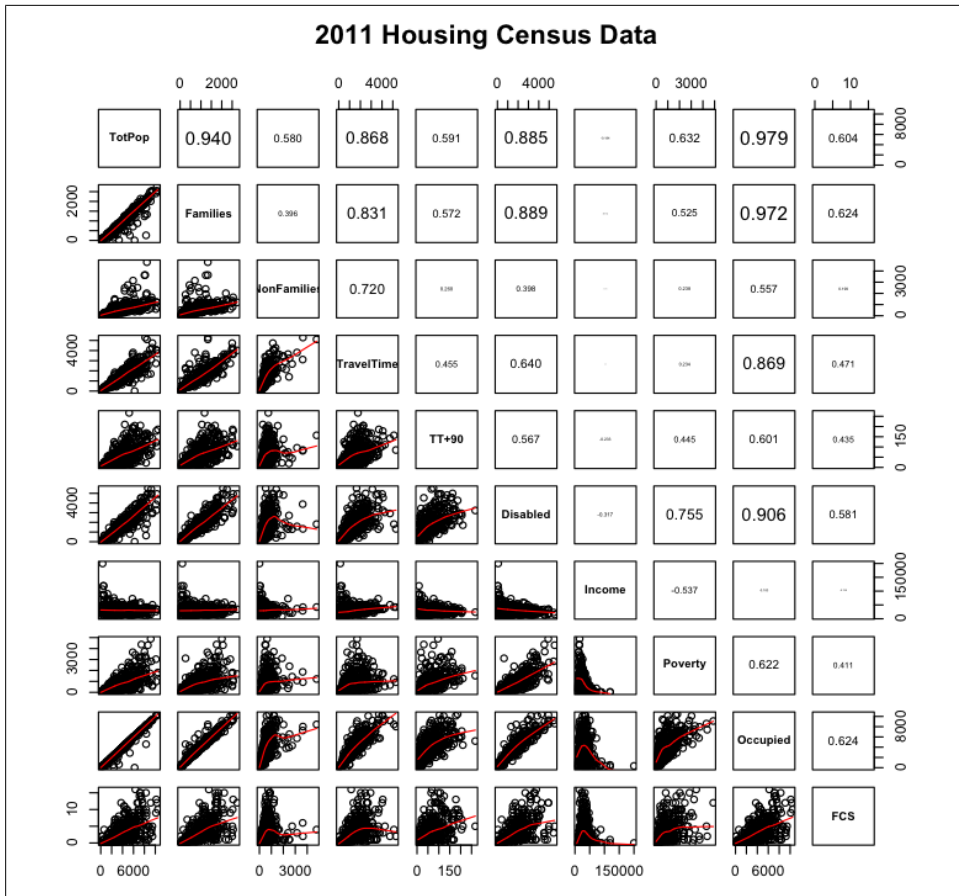 2011 Housing Census Data
0 2000 0 4000 0 4000 0 3000 0 10
TotPop 0.940 0.580 0.868 0.591 0.885 0.632 0.979 0.604 0 8000
0 2000 Families 0.396 0.831 0.572 0.889 0.525 0.972 0.624
NonFamilies 0.720 0.398 0.557 0 3000
0 4000 TravelTime 0.455 0.640 0.869 0.471
TT+90 0.567 0.445 0.601 0.435 0 150
0 4000 Disabled -0.317 0.755 0.906 0.581
Income -0.537 0 150000
0 3000 Poverty 0.622 0.411
Occupied 0.624 0 8000
0 10 FCS
0 6000 0 3000 0 150 0 150000 0 6000